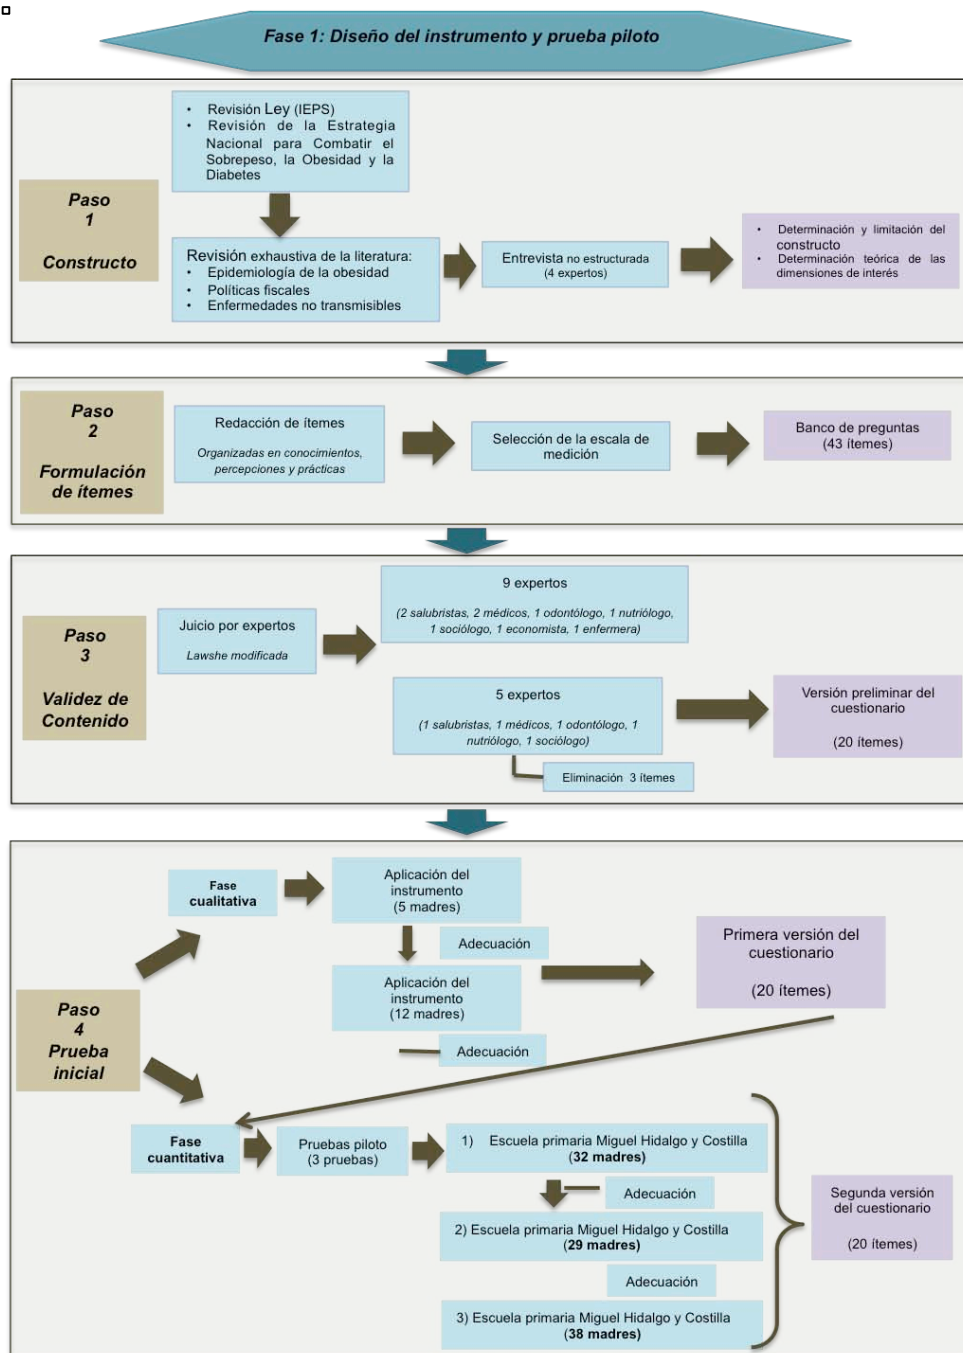 Fase 1: Diseño del instrumento y prueba piloto
• Revisión Ley (IEPS)
• Revisión de la Estrategia
Nacional para Combatir el
Sobrepeso, la Obesidad y la
Diabetes
Paso
1
Constructo
Revisión exhaustiva de la literatura:
• Epidemiología de la obesidad
• Políticas fiscales
• Enfermedades no transmisibles
Entrevista no estructurada
(4 expertos)
• Determinación y limitación del
constructo
• Determinación teórica de las
dimensiones de interés
Paso
2
Formulación
de ítemes
Redacción de ítemes
Organizadas en conocimientos,
percepciones y prácticas
Selección de la escala de
medición
Banco de preguntas
(43 ítemes)
Paso
3
Validez de
Contenido
Juicio por expertos
Lawshe modificada
9 expertos
(2 salubristas, 2 médicos, 1 odontólogo, 1 nutriólogo,
1 sociólogo, 1 economista, 1 enfermera)
5 expertos
(1 salubristas, 1 médicos, 1 odontólogo, 1
nutriólogo, 1 sociólogo)
Eliminación 3 ítemes
Versión preliminar del
cuestionario
(20 ítemes)
Paso
4
Prueba
inicial
Fase
cualitativa
Aplicación del
instrumento
(5 madres)
Adecuación
Aplicación del
instrumento
(12 madres)
Adecuación
Primera versión del
cuestionario
(20 ítemes)
Fase
cuantitativa
Pruebas piloto
(3 pruebas)
1) Escuela primaria Miguel Hidalgo y Costilla
(32 madres)
Adecuación
2) Escuela primaria Miguel Hidalgo y Costilla
(29 madres)
Adecuación
3) Escuela primaria Miguel Hidalgo y Costilla
(38 madres)
Segunda versión
del cuestionario
(20 ítemes)